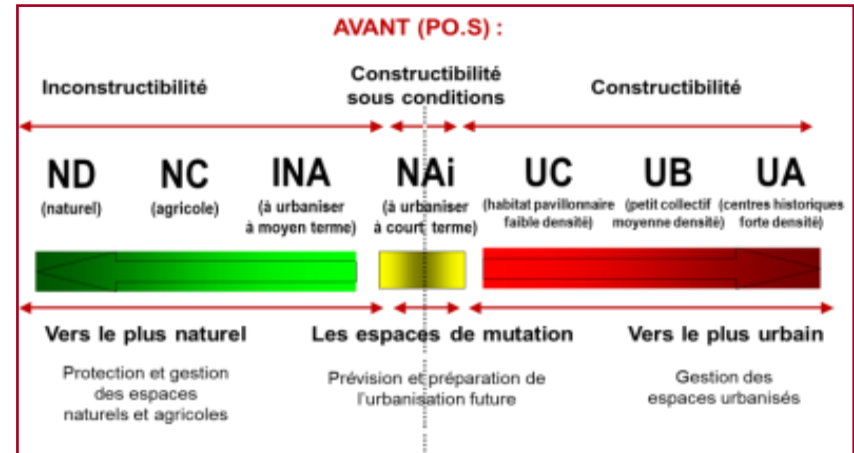 AVANT (PO.S) :
Inconstructibilité
Constructibilité
sous conditions
Constructibilité
ND
(naturel)
NC
(agricole)
INA
(à urbaniser
à moyen terme)
NAi
(à urbaniser
à court terme)
UC
(habitat pavillonnaire
faible densité)
UB
(petit collectif
moyenne densité)
UA
(centres historiques
forte densité)
Vers le plus naturel
Les espaces de mutation
Vers le plus urbain
Protection et gestion
des espaces
naturels et agricoles
Prévision et préparation de
l'urbanisation future
Gestion des
espaces urbanisés